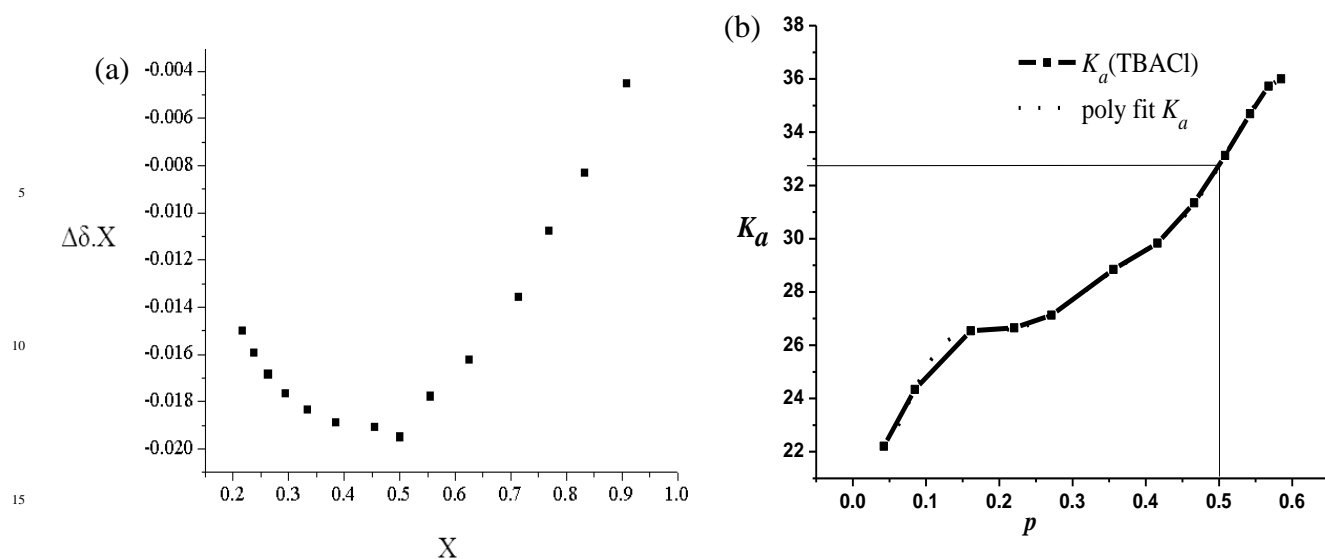 (a)
-0.004
-0.006
-0.008
-0.010
-0.012
-0.014
-0.016
-0.018
-0.020
Δδ.X
0.2 0.3 0.4 0.5 0.6 0.7 0.8 0.9 1.0
X
5
10
15
(b)
38
36
34
32
30
28
26
24
22
Ka
Ka(TBACl)
poly fit Ka
0.0 0.1 0.2 0.3 0.4 0.5 0.6
p